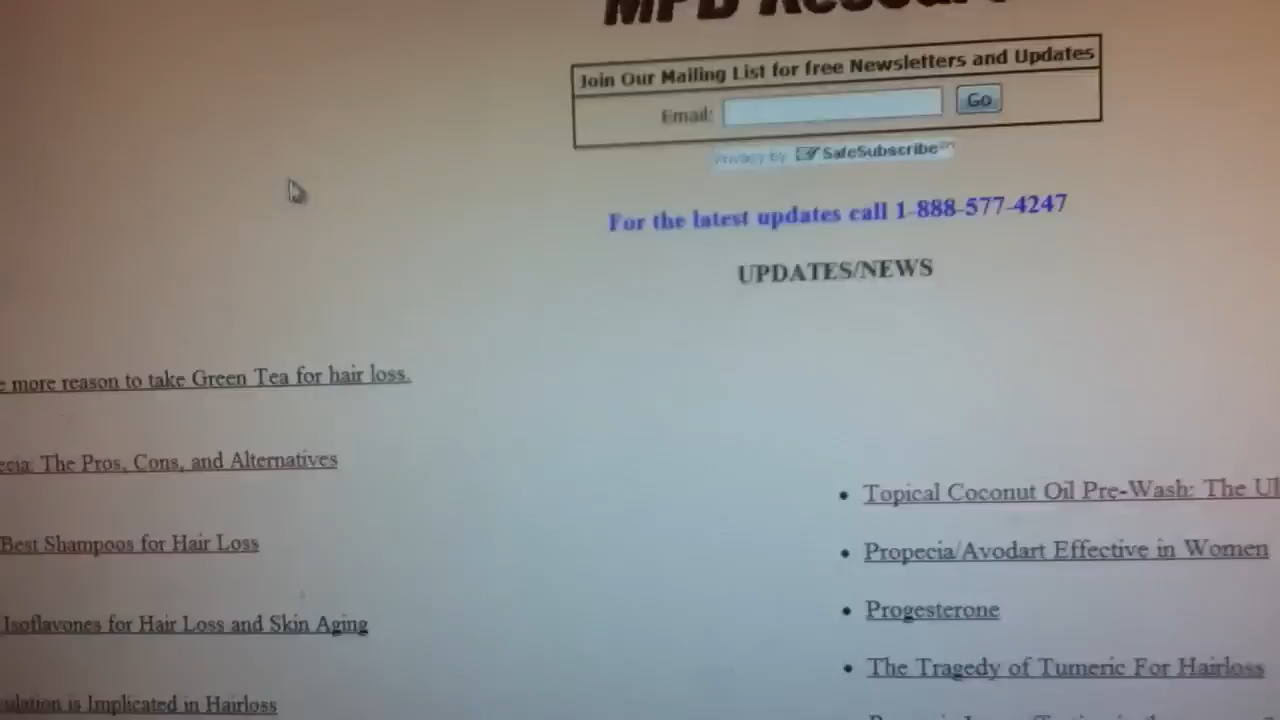 MPB
Join Our Mailing List for free Newsletters and Updates
Email: Go
Privacy by SafeSubscribe
For the latest updates call 1-888-577-4247
UPDATES/NEWS
more reason to take Green Tea for hair loss.
The Pros, Cons, and Alternatives
Best Shampoos for Hair Loss
Isoflavones for Hair Loss and Skin Aging
is Implicated in Hairloss
• Topical Coconut Oil Pre-Wash: The
• Propecia/Avodart Effective in Women
• Progesterone
• The Tragedy of Tumeric For Hairloss